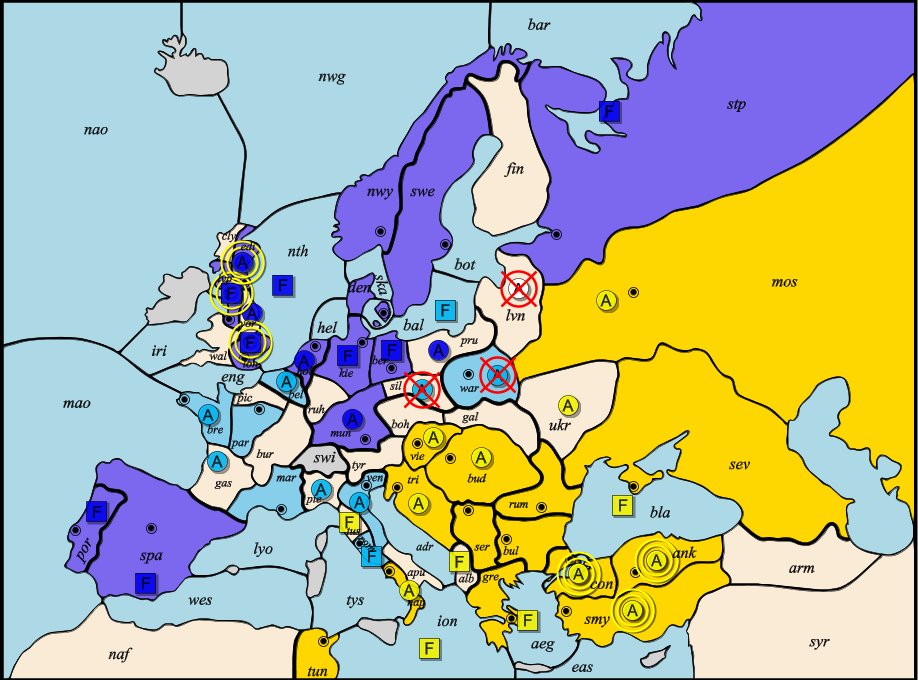 bar
nwg
stp
nao
fin
nwy
swe
cly
edi
nth
bot
mos
den
ska
lvn
hel
bal
yor
iri
wal
lon
pru
eng
kie
ber
war
mao
pic
bel
sil
ukr
bre
ruh
gal
par
mun
boh
sev
bur
vie
swi
tyr
gas
mar
tri
bud
ven
pie
rum
bla
por
spa
tus
lyo
adr
ser
bul
ank
con
apu
alb
gre
arm
wes
tys
nap
smy
ion
aeg
syr
naf
tun
eas
F
A
F
F
A
F
A
F
A
F
A
F
F
A
A
A
A
A
A
A
A
A
A
A
A
A
F
F
A
F
F
F
A
F
A
A
A
F
F
F